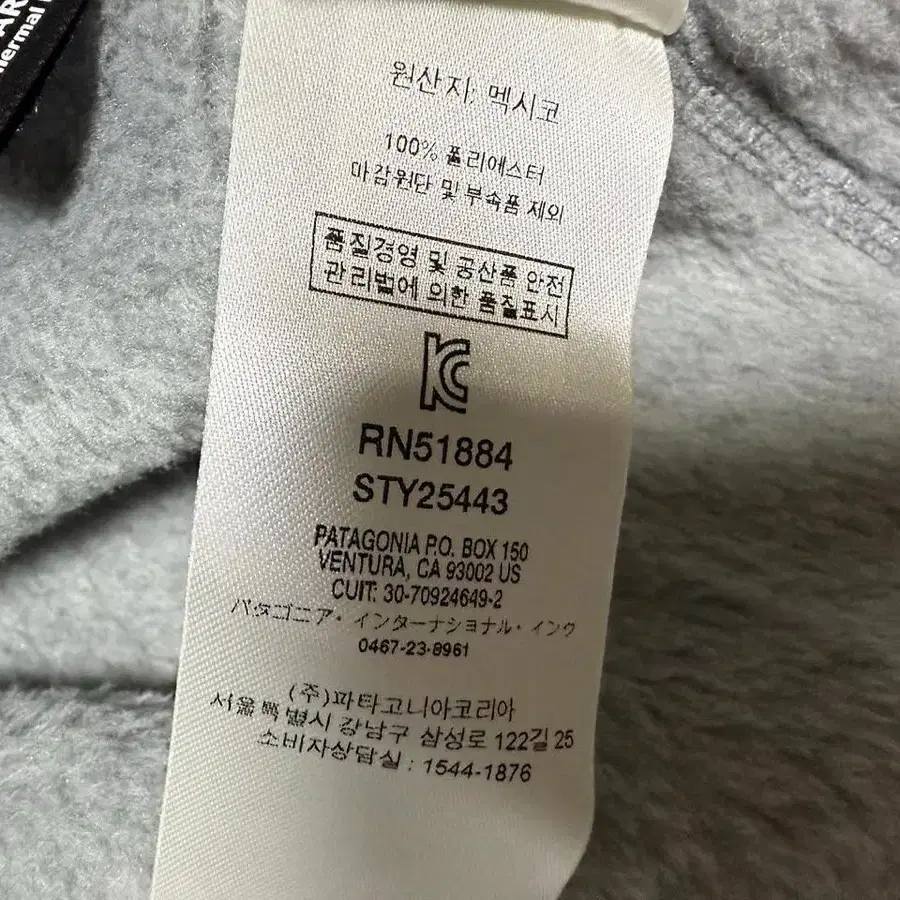 AR
hermal
원산지: 멕시코
100% 폴리에스터
마감원단 및 부속품 제외
품질경영 및 공산품 안전
관리법에 의한 품질표시
RN51884
STY25443
PATAGONIA P.O. BOX 150
VENTURA, CA 93002 US
CUIT: 30-70924649-2
パタゴニア・インターナショナル・インク
0467-23-8961
(주)파타고니아코리아
서울특별시 강남구 삼성로 122길 25
소비자상담실 : 1544-1876